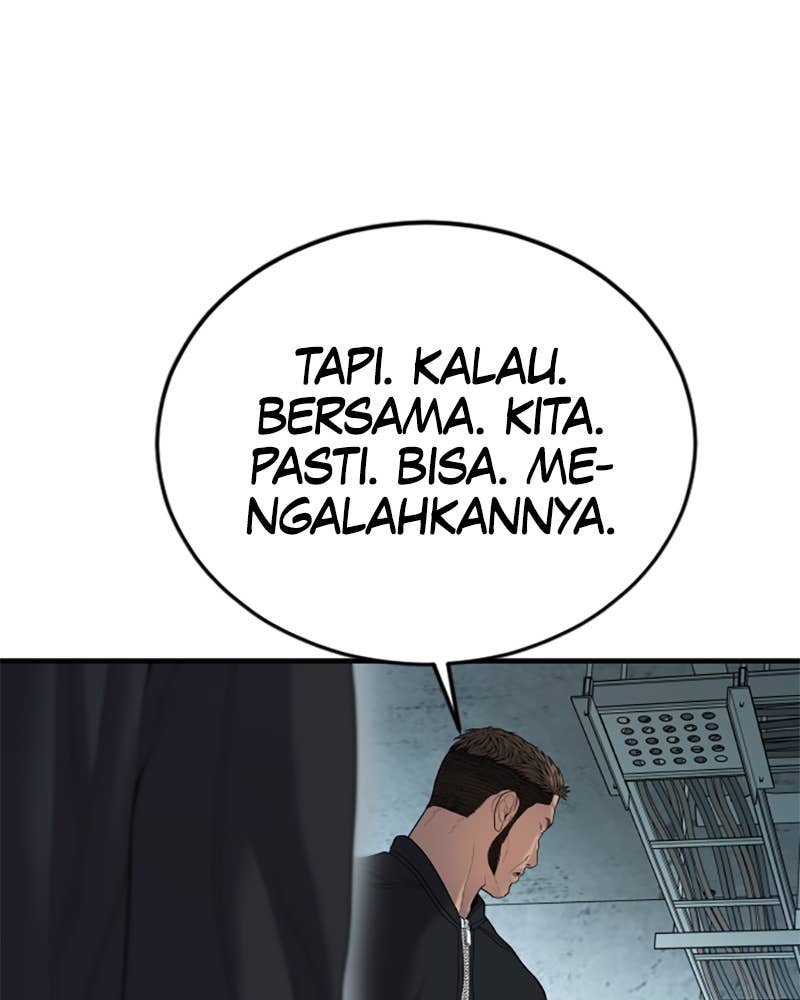 TAPI. KALAU.
BERSAMA. KITA.
PASTI. BISA. ME-
NGALAHKANNYA.